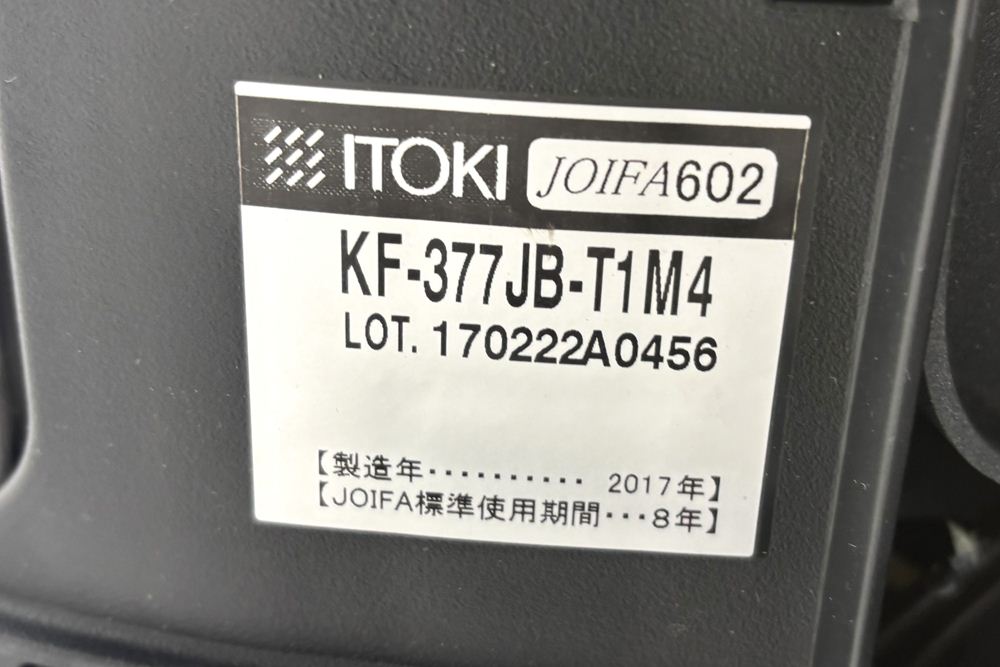 ITOKI JOIFA602
KF-377JB-T1M4
LOT. 170222A0456
【製造年・・・・・・・・・・・ 2017年】
【JOIFA標準使用期間・・・8年】